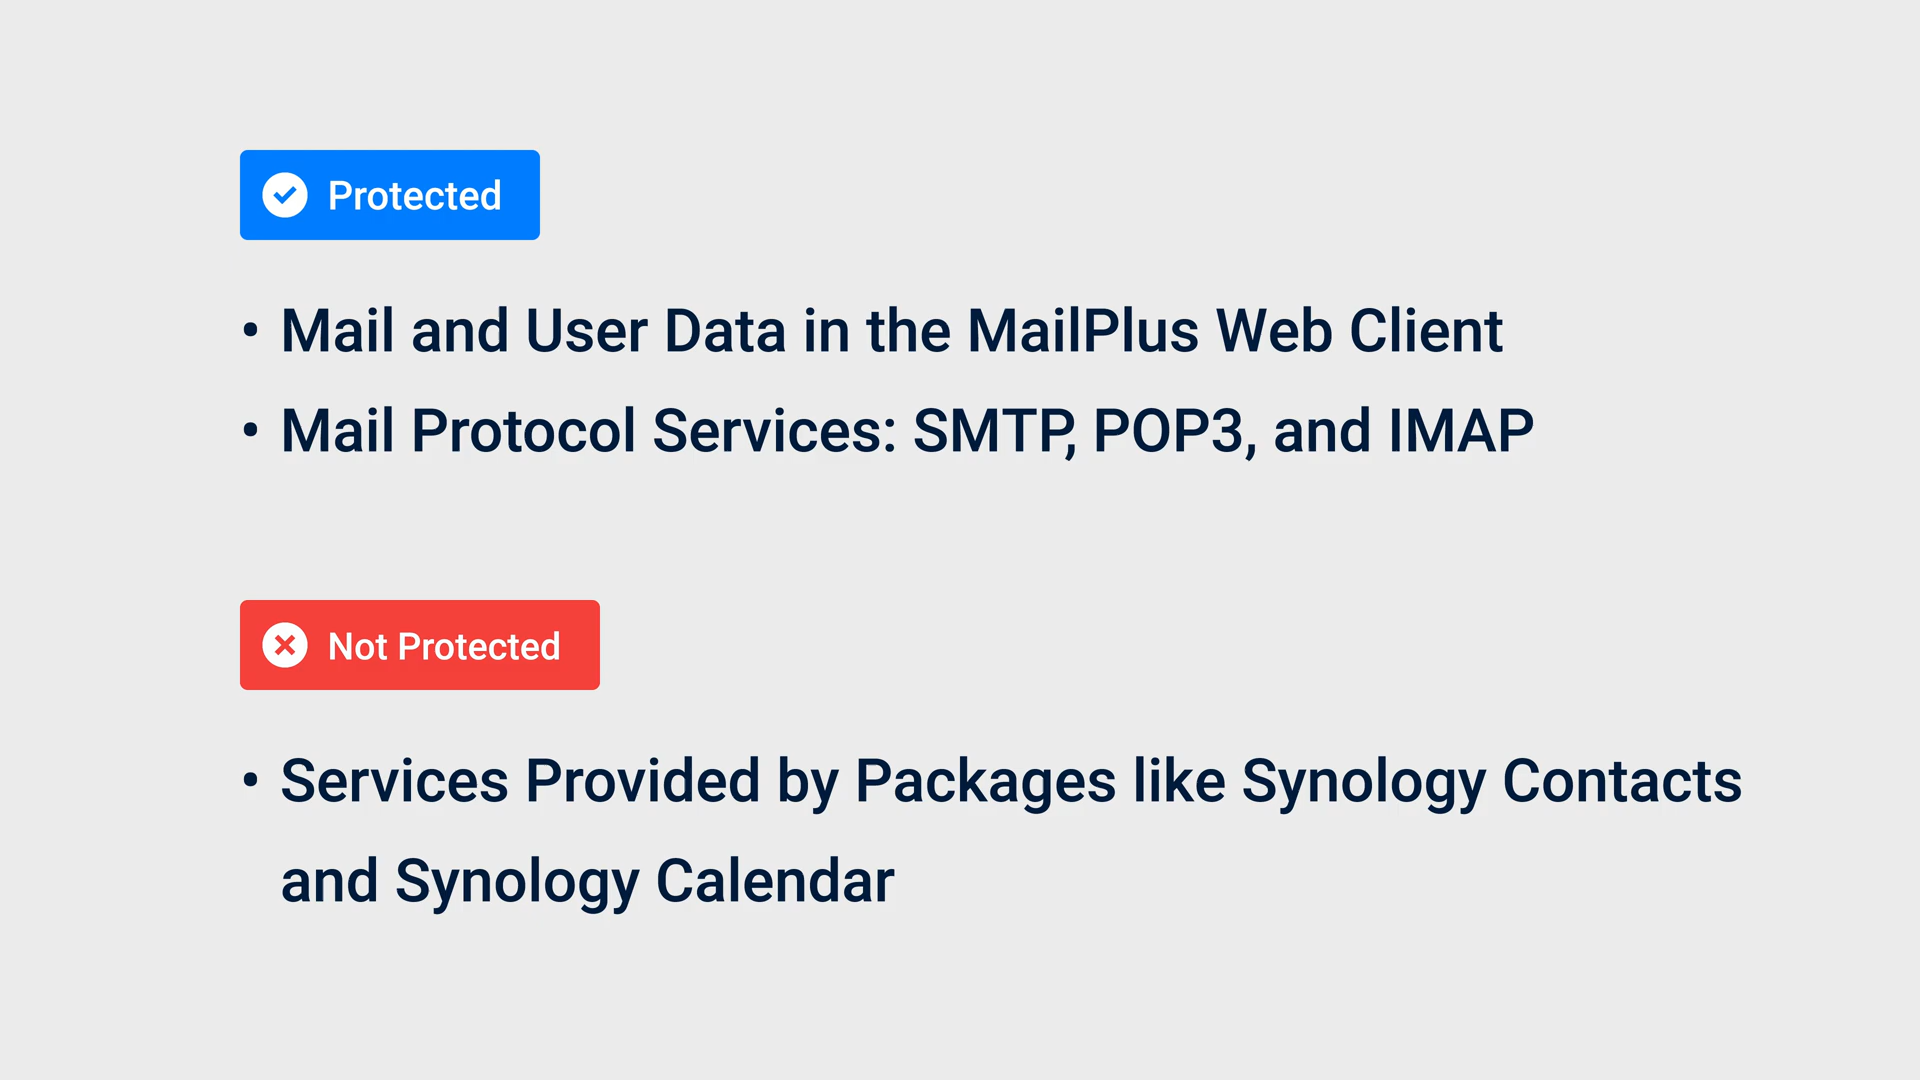 Protected
• Mail and User Data in the MailPlus Web Client
• Mail Protocol Services: SMTP, POP3, and IMAP
Not Protected
• Services Provided by Packages like Synology Contacts
and Synology Calendar